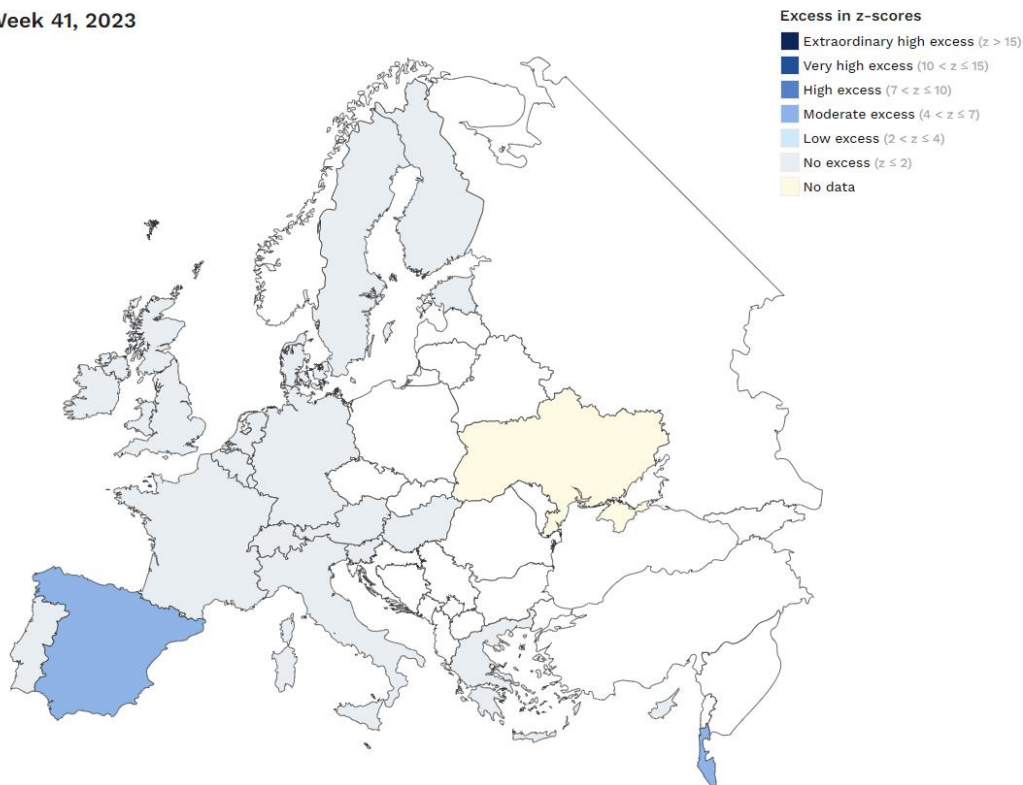 Week 41, 2023
Excess in z-scores
Extraordinary high excess (z > 15)
Very high excess (10 < z ≤ 15)
High excess (7 < z ≤ 10)
Moderate excess (4 < z ≤ 7)
Low excess (2 < z ≤ 4)
No excess (z ≤ 2)
No data